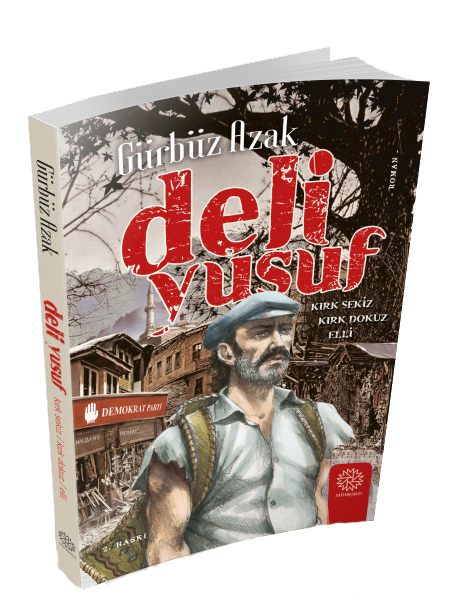 Gürbüz Azak
deli
yusuf
KIRK SEKİZ
KIRK DOKUZ
ELLİ
ROMAN
DEMOKRAT PARTİ
NALBANT
2. BASKI
Gürbüz Azak
deli yusuf
kırk sekiz / kırk dokuz / elli